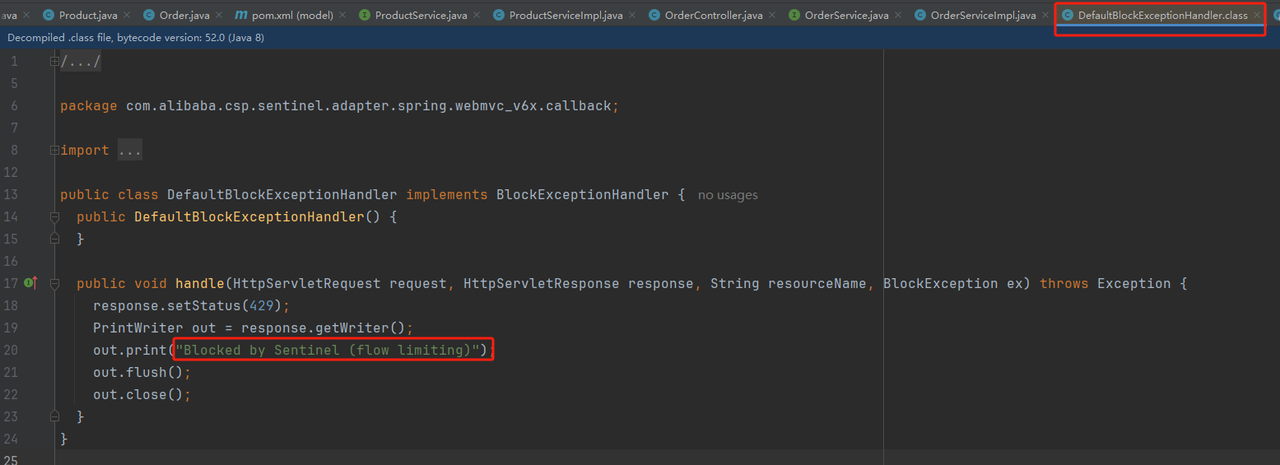 ava Product.java Order.java pom.xml (model) ProductService.java ProductServiceImpl.java OrderController.java OrderService.java OrderServiceImpl.java DefaultBlockExceptionHandler.class
Decompiled .class file, bytecode version: 52.0 (Java 8)
1 /.../
5
6 package com.alibaba.csp.sentinel.adapter.spring.webmvc_v6x.callback;
7
8 import ...
12
13 public class DefaultBlockExceptionHandler implements BlockExceptionHandler { no usages
14 public DefaultBlockExceptionHandler() {
15 }
16
17 public void handle(HttpServletRequest request, HttpServletResponse response, String resourceName, BlockException ex) throws Exception {
18 response.setStatus(429);
19 PrintWriter out = response.getWriter();
20 out.print("Blocked by Sentinel (flow limiting)");
21 out.flush();
22 out.close();
23 }
24 }
25